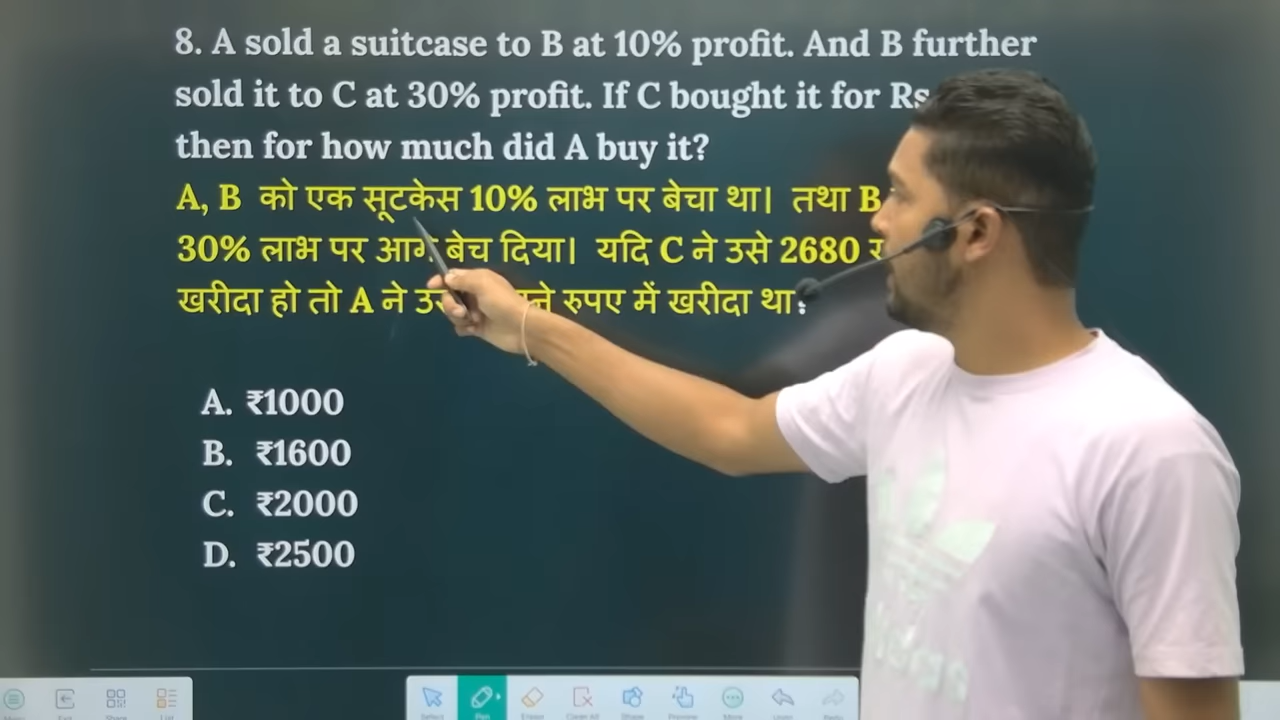 8. A sold a suitcase to B at 10% profit. And B further
sold it to C at 30% profit. If C bought it for Rs
then for how much did A buy it?
A, B को एक सूटकेस 10% लाभ पर बेचा था। तथा B
30% लाभ पर बेच दिया। यदि C ने उसे 2680
खरीदा हो तो A ने रुपए में खरीदा था
A. ₹1000
B. ₹1600
C. ₹2000
D. ₹2500
Select
Pen